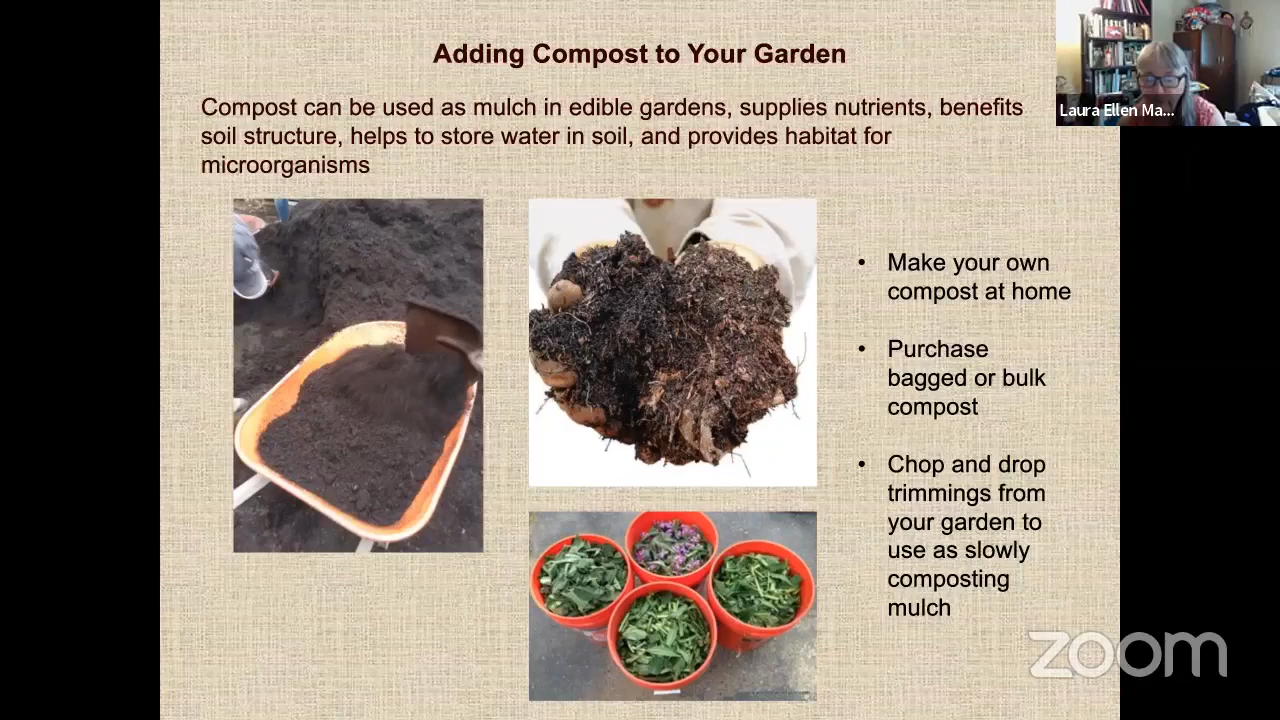 Adding Compost to Your Garden
Compost can be used as mulch in edible gardens, supplies nutrients, benefits
soil structure, helps to store water in soil, and provides habitat for
microorganisms
Laura Ellen Ma...
• Make your own
compost at home
• Purchase
bagged or bulk
compost
• Chop and drop
trimmings from
your garden to
use as slowly
composting
mulch
zoom